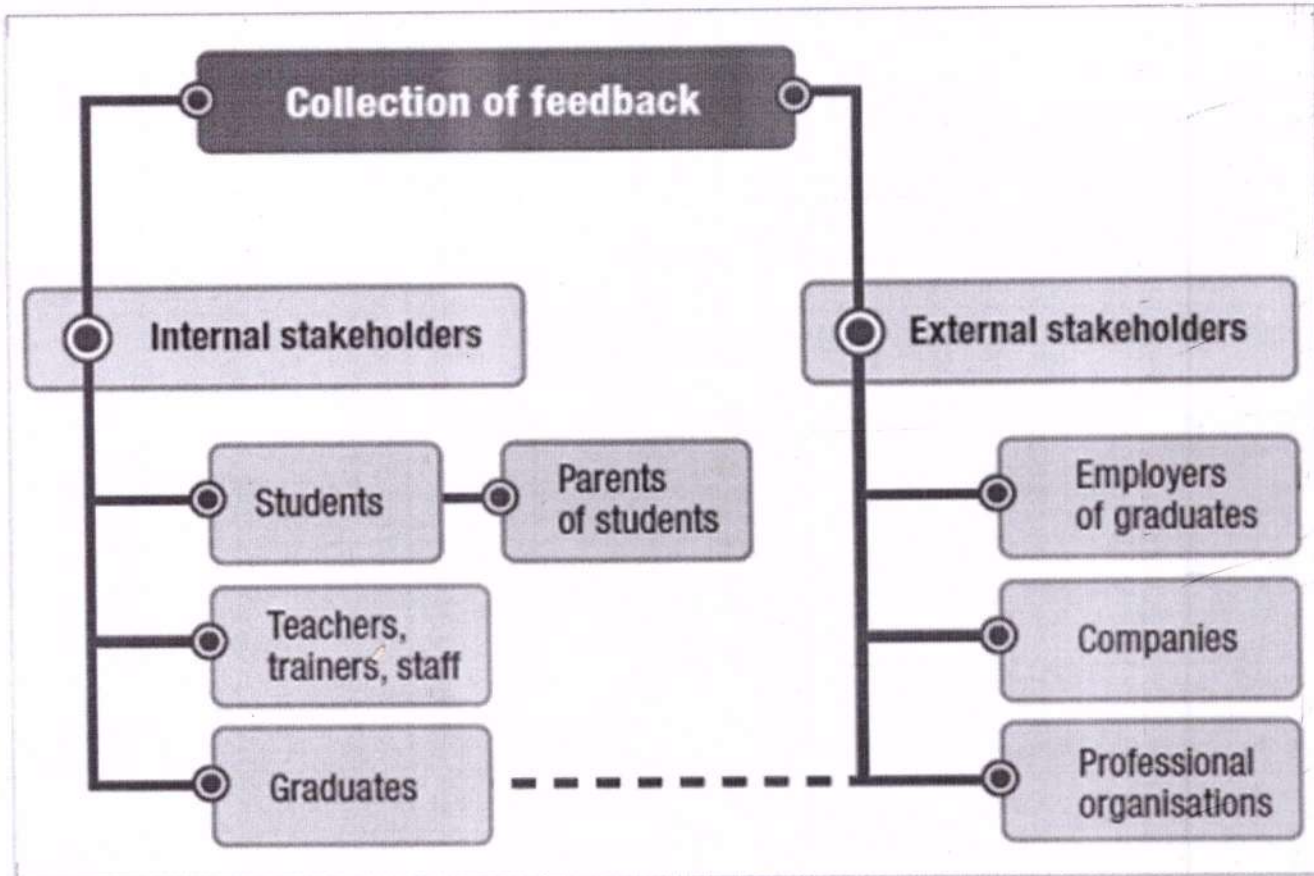 Collection of feedback
Internal stakeholders
Students
Parents
of students
Teachers,
trainers, staff
Graduates
External stakeholders
Employers
of graduates
Companies
Professional
organisations